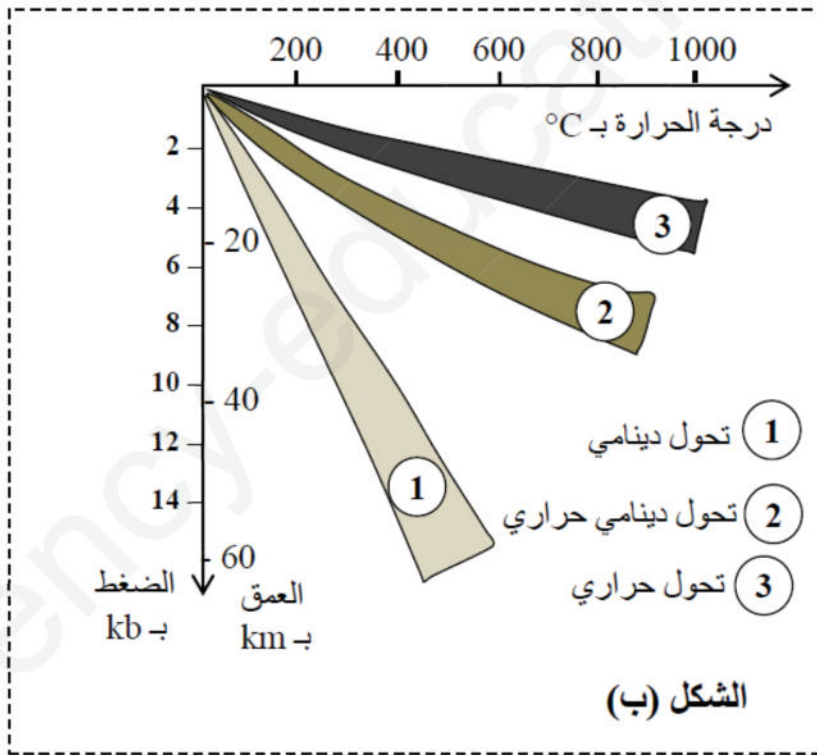 200 400 600 800 1000
درجة الحرارة بـ °C
2
4
3
20
6
8
2
10
40
12
1 تحول دينامي
14
1
2 تحول دينامي حراري
60
3 تحول حراري
الضغط
بـ kb
العمق
بـ km
الشكل (ب)
ency-educati